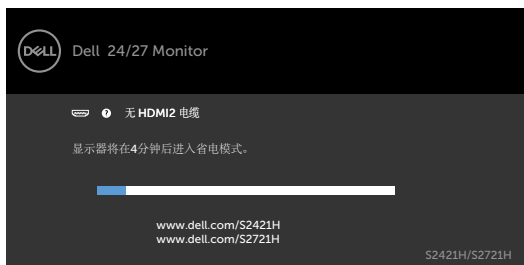 DELL
Dell 24/27 Monitor
? 无 HDMI2 电缆
显示器将在4分钟后进入省电模式。
www.dell.com/S2421H
www.dell.com/S2721H
S2421H/S2721H